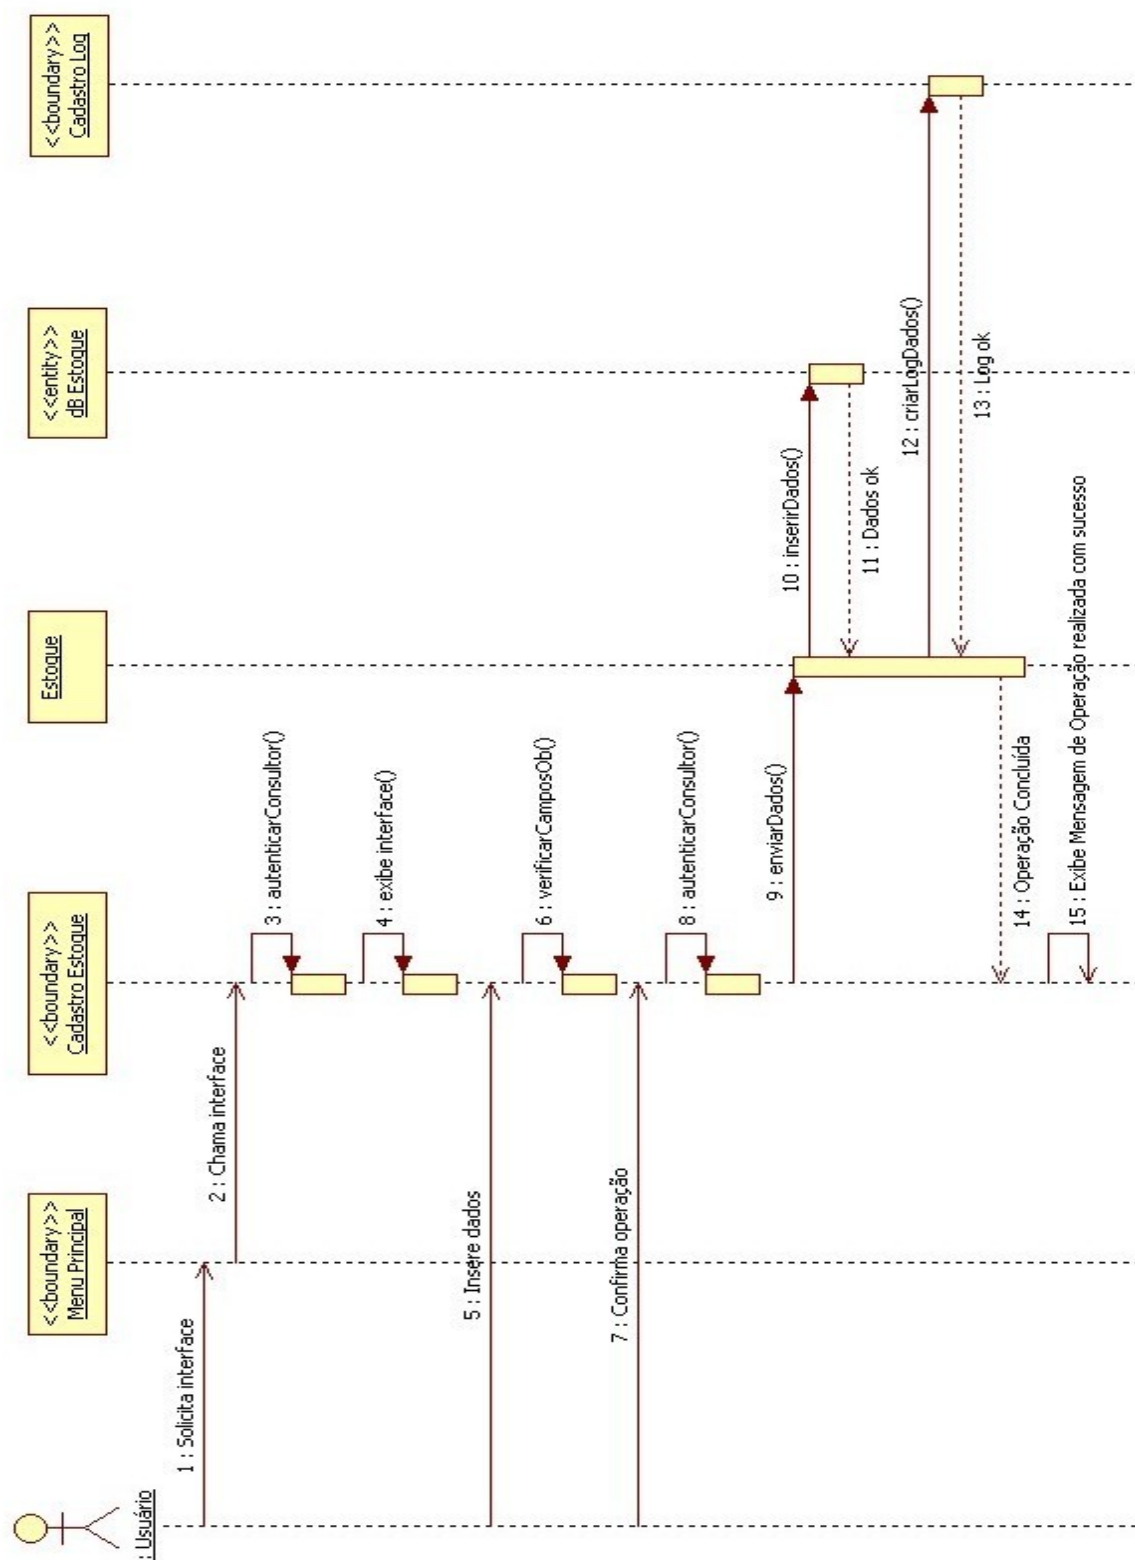 : Usuário
<<boundary>>
Menu Principal
<<boundary>>
Cadastro Estoque
Estoque
<<entity>>
dB Estoque
<<boundary>>
Cadastro Log
1 : Solicita interface
2 : Chama interface
3 : autenticarConsultor()
4 : exibe interface()
5 : Insere dados
6 : verificarCamposOb()
7 : Confirma operação
8 : autenticarConsultor()
9 : enviarDados()
10 : inserirDados()
11 : Dados ok
12 : criarLogDados()
13 : Log ok
14 : Operação Concluída
15 : Exibe Mensagem de Operação realizada com sucesso